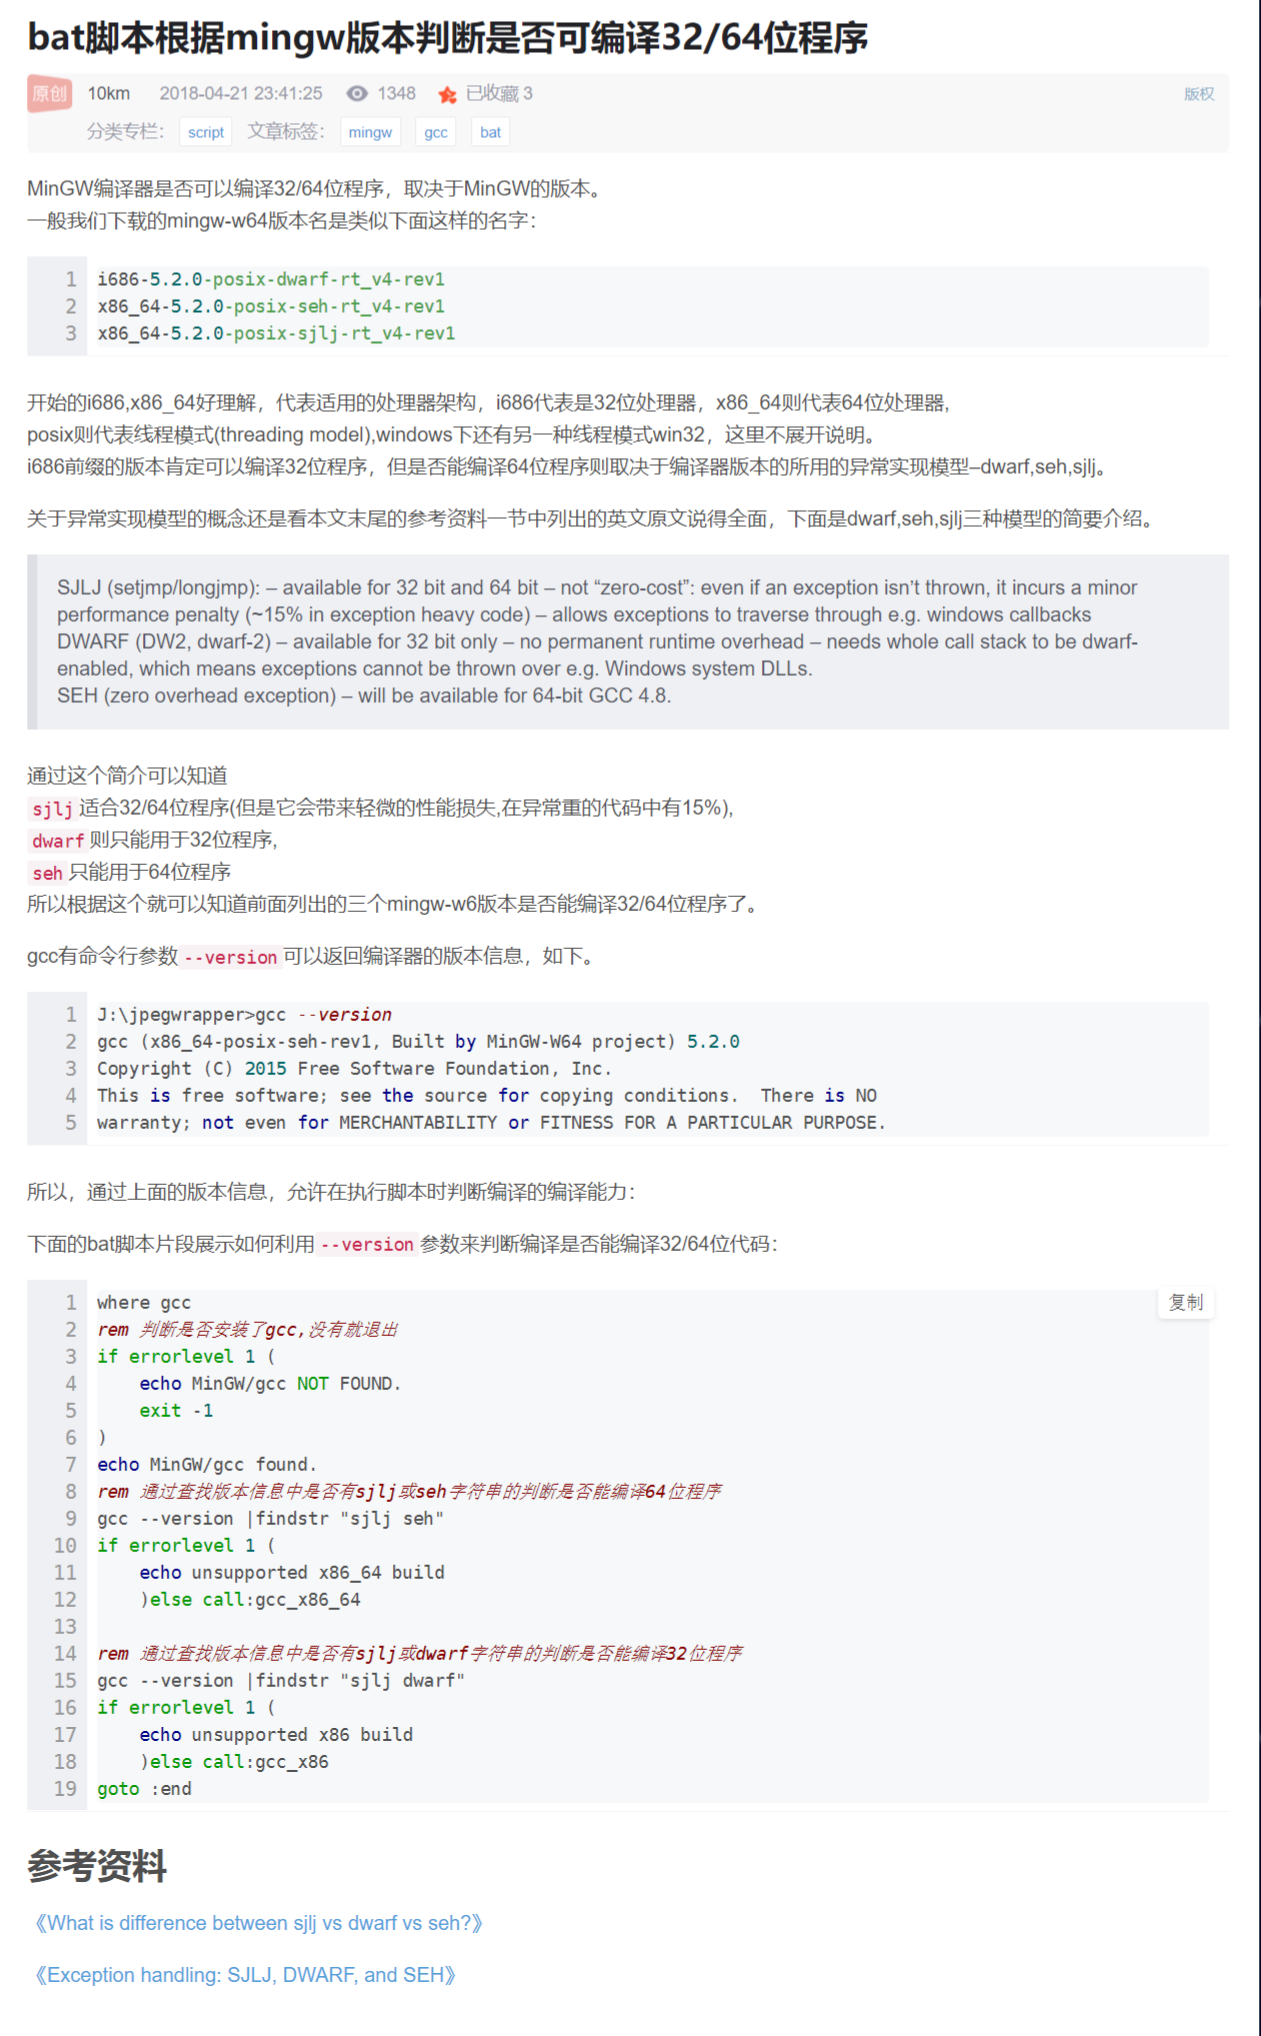 bat脚本根据mingw版本判断是否可编译32/64位程序
原创 10km 2018-04-21 23:41:25 1348 已收藏 3 版权
分类专栏： script 文章标签： mingw gcc bat
MinGW编译器是否可以编译32/64位程序，取决于MinGW的版本。
一般我们下载的mingw-w64版本名是类似下面这样的名字：
1 i686-5.2.0-posix-dwarf-rt_v4-rev1
2 x86_64-5.2.0-posix-seh-rt_v4-rev1
3 x86_64-5.2.0-posix-sjlj-rt_v4-rev1
开始的i686,x86_64好理解，代表适用的处理器架构，i686代表是32位处理器，x86_64则代表64位处理器,
posix则代表线程模式(threading model),windows下还有另一种线程模式win32，这里不展开说明。
i686前缀的版本肯定可以编译32位程序，但是否能编译64位程序则取决于编译器版本的所用的异常实现模型–dwarf,seh,sjlj。
关于异常实现模型的概念还是看本文末尾的参考资料一节中列出的英文原文说得全面，下面是dwarf,seh,sjlj三种模型的简要介绍。
SJLJ (setjmp/longjmp): – available for 32 bit and 64 bit – not “zero-cost”: even if an exception isn’t thrown, it incurs a minor
performance penalty (~15% in exception heavy code) – allows exceptions to traverse through e.g. windows callbacks
DWARF (DW2, dwarf-2) – available for 32 bit only – no permanent runtime overhead – needs whole call stack to be dwarf-
enabled, which means exceptions cannot be thrown over e.g. Windows system DLLs.
SEH (zero overhead exception) – will be available for 64-bit GCC 4.8.
通过这个简介可以知道
sjlj适合32/64位程序(但是它会带来轻微的性能损失,在异常重的代码中有15%),
dwarf则只能用于32位程序,
seh只能用于64位程序
所以根据这个就可以知道前面列出的三个mingw-w6版本是否能编译32/64位程序了。
gcc有命令行参数--version可以返回编译器的版本信息，如下。
1 J:\jpegwrapper>gcc --version
2 gcc (x86_64-posix-seh-rev1, Built by MinGW-W64 project) 5.2.0
3 Copyright (C) 2015 Free Software Foundation, Inc.
4 This is free software; see the source for copying conditions.  There is NO
5 warranty; not even for MERCHANTABILITY or FITNESS FOR A PARTICULAR PURPOSE.
所以，通过上面的版本信息，允许在执行脚本时判断编译的编译能力：
下面的bat脚本片段展示如何利用--version参数来判断编译是否能编译32/64位代码：
1 where gcc 复制
2 rem 判断是否安装了gcc,没有就退出
3 if errorlevel 1 (
4     echo MinGW/gcc NOT FOUND.
5     exit -1
6 )
7 echo MinGW/gcc found.
8 rem 通过查找版本信息中是否有sjlj或seh字符串的判断是否能编译64位程序
9 gcc --version |findstr "sjlj seh"
10 if errorlevel 1 (
11     echo unsupported x86_64 build
12     )else call:gcc_x86_64
13
14 rem 通过查找版本信息中是否有sjlj或dwarf字符串的判断是否能编译32位程序
15 gcc --version |findstr "sjlj dwarf"
16 if errorlevel 1 (
17     echo unsupported x86 build
18     )else call:gcc_x86
19 goto :end
参考资料
《What is difference between sjlj vs dwarf vs seh?》
《Exception handling: SJLJ, DWARF, and SEH》